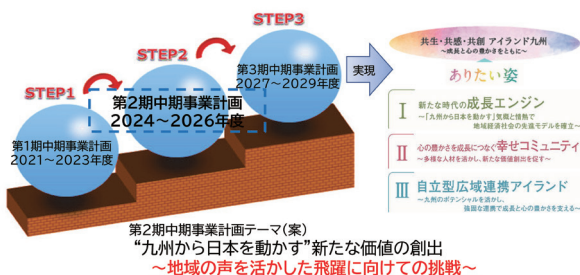 STEP1
第1期中期事業計画
2021～2023年度
STEP2
第2期中期事業計画
2024～2026年度
STEP3
第3期中期事業計画
2027～2029年度
実現
共生・共感・共創 アイランド九州
～成長と心の豊かさをともに～
ありたい姿
Ⅰ 新たな時代の成長エンジン
～「九州から日本を動かす」気概と情熱で
地域経済社会の先進モデルを確立～
Ⅱ 心の豊かさを成長につなぐ 幸せコミュニティ
～多様な人材を活かし、新たな価値創出を促す～
Ⅲ 自立型広域連携アイランド
～九州のポテンシャルを活かし、
強固な連携で成長と心の豊かさを支える～
第2期中期事業計画テーマ(案)
“九州から日本を動かす”新たな価値の創出
～地域の声を活かした飛躍に向けての挑戦～